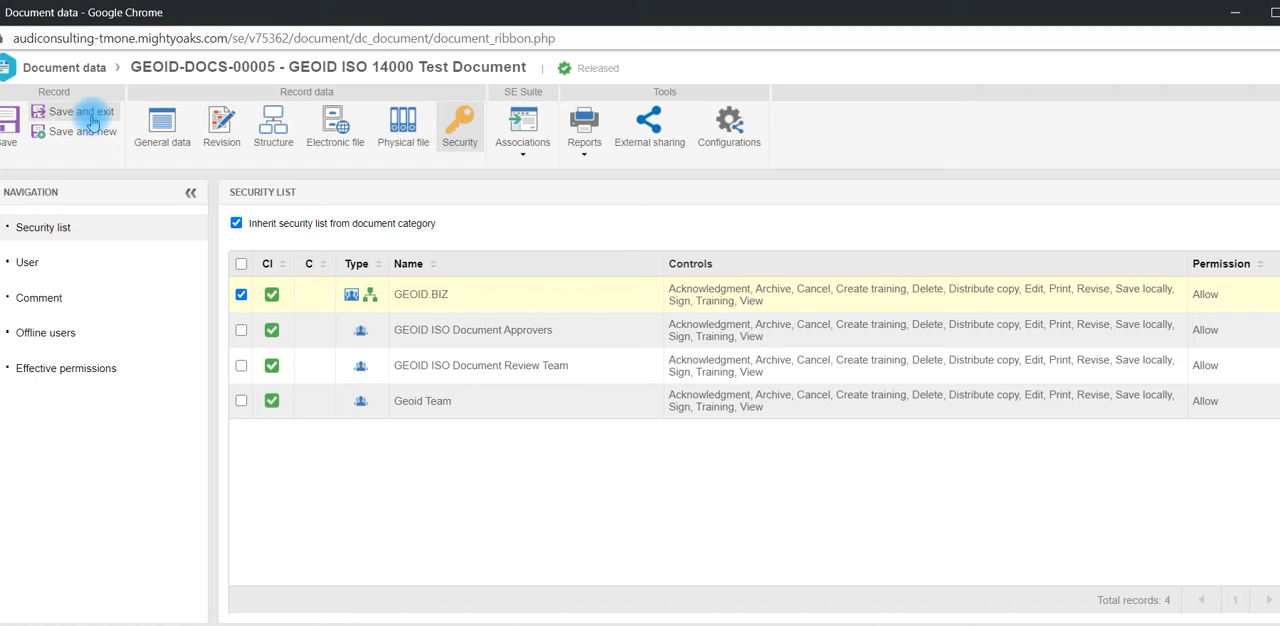 Document data - Google Chrome
audiconsulting-tmone.mightyoaks.com/se/v75362/document/dc_document/document_ribbon.php
Document data › GEOID-DOCS-00005 - GEOID ISO 14000 Test Document | Released
Record Record data SE Suite Tools
Save and exit
Save and new
General data Revision Structure Electronic file Physical file Security Associations Reports External sharing Configurations
NAVIGATION «
SECURITY LIST
Security list
Inherit security list from document category
User
Comment
Offline users
Effective permissions
CI C Type Name Controls Permission
GEOID.BIZ Acknowledgment, Archive, Cancel, Create training, Delete, Distribute copy, Edit, Print, Revise, Save locally, Allow
Sign, Training, View
GEOID ISO Document Approvers Acknowledgment, Archive, Cancel, Create training, Delete, Distribute copy, Edit, Print, Revise, Save locally, Allow
Sign, Training, View
GEOID ISO Document Review Team Acknowledgment, Archive, Cancel, Create training, Delete, Distribute copy, Edit, Print, Revise, Save locally, Allow
Sign, Training, View
Geoid Team Acknowledgment, Archive, Cancel, Create training, Delete, Distribute copy, Edit, Print, Revise, Save locally, Allow
Sign, Training, View
Total records: 4 1